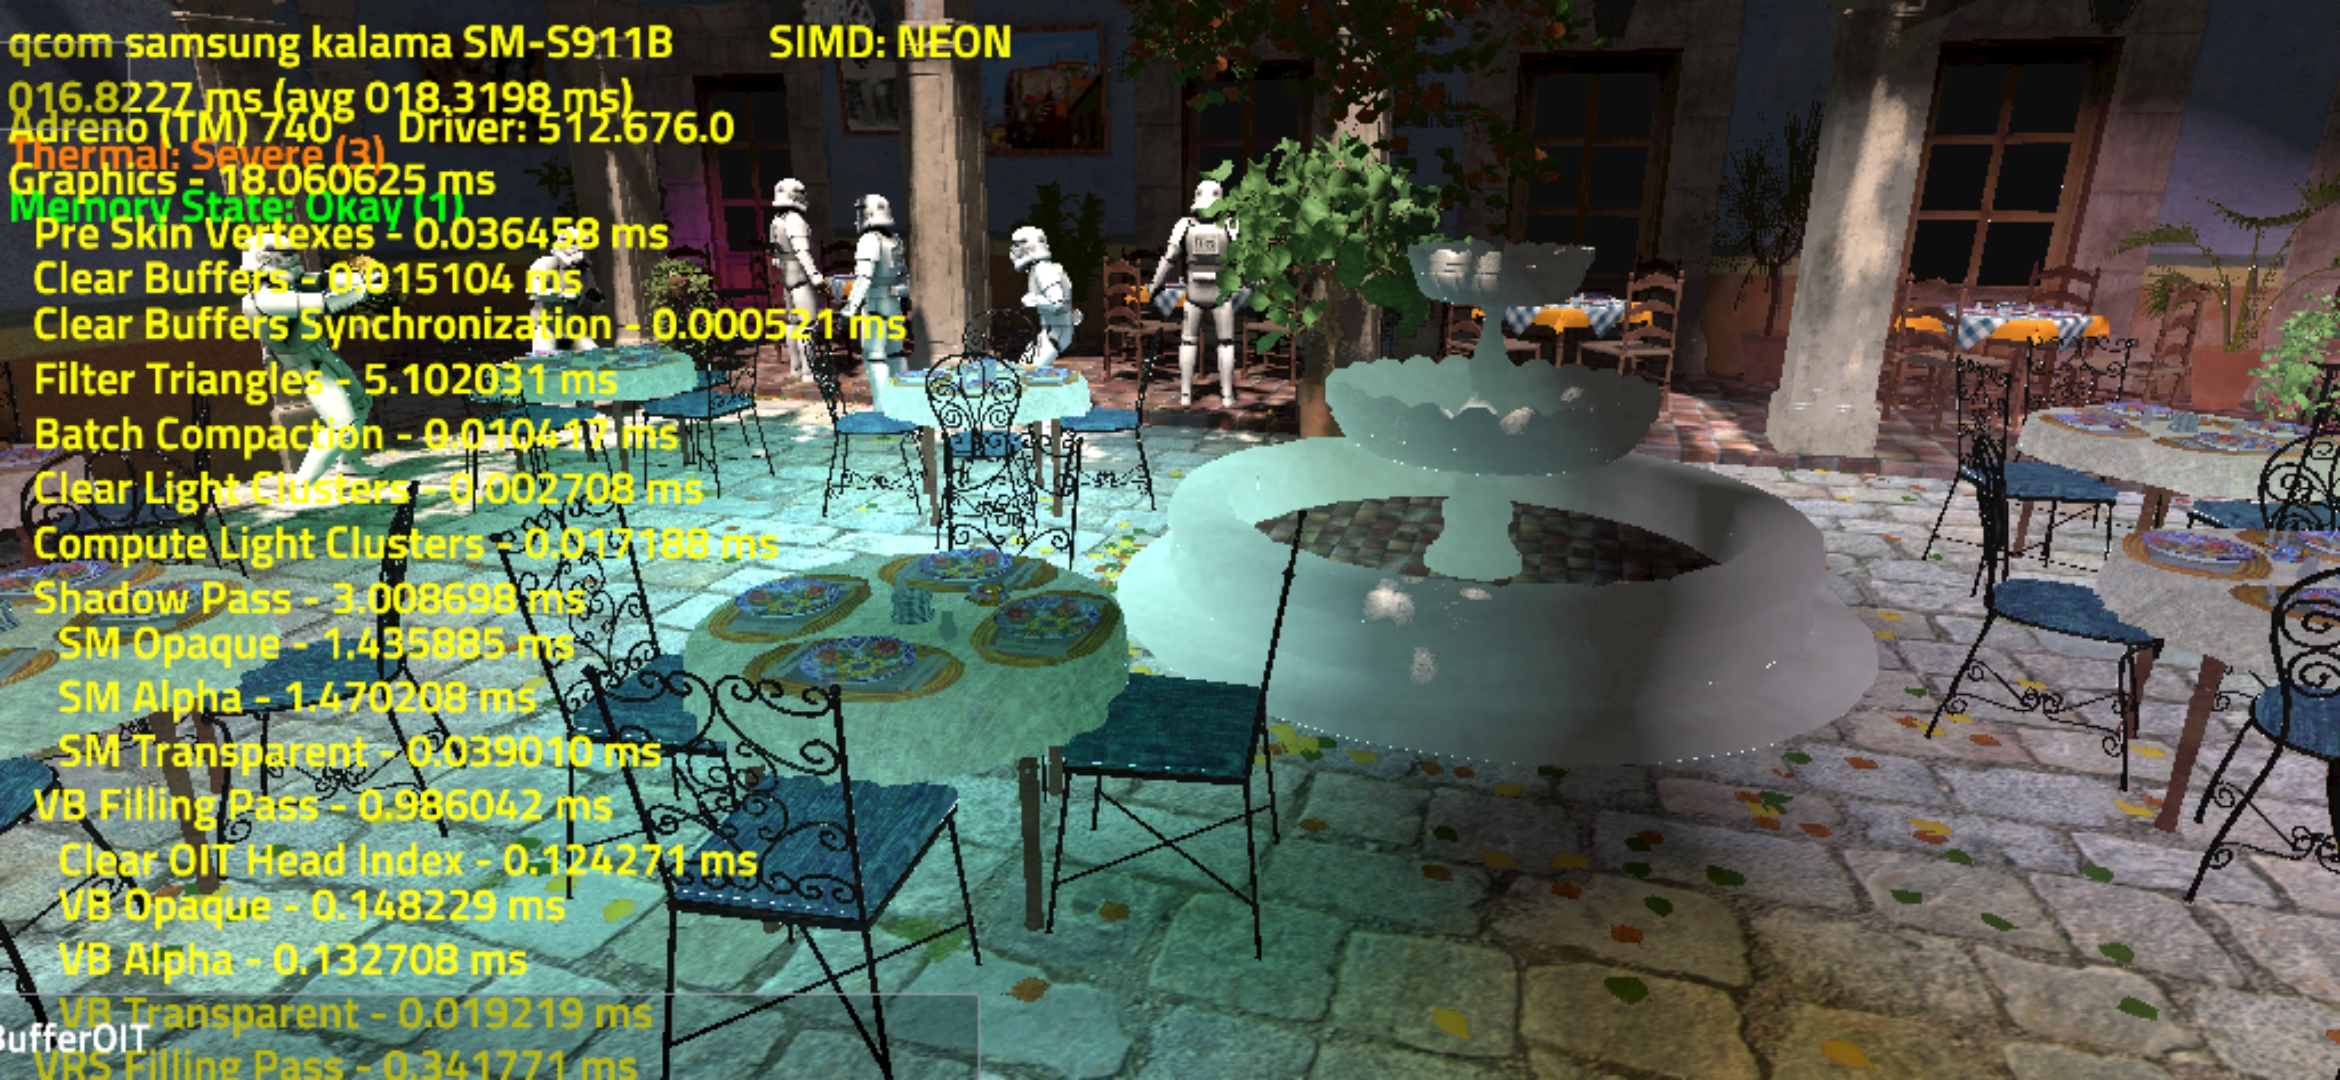 qcom samsung kalama SM-S911B SIMD: NEON
016.8227 ms (avg 018.3198 ms)
Adreno (TM) 740 Driver: 512.676.0
Thermal: Severe (3)
Graphics - 18.060625 ms
Memory State: Okay (1)
Pre Skin Vertexes - 0.036458 ms
Clear Buffers - 0.015104 ms
Clear Buffers Synchronization - 0.000521 ms
Filter Triangles - 5.102031 ms
Batch Compaction - 0.010417 ms
Clear Light Clusters - 0.002708 ms
Compute Light Clusters - 0.017188 ms
Shadow Pass - 3.008698 ms
SM Opaque - 1.435885 ms
SM Alpha - 1.470208 ms
SM Transparent - 0.039010 ms
VB Filling Pass - 0.986042 ms
Clear OIT Head Index - 0.124271 ms
VB Opaque - 0.148229 ms
VB Alpha - 0.132708 ms
VB Transparent - 0.019219 ms
BufferOIT
VRS Filling Pass - 0.341771 ms